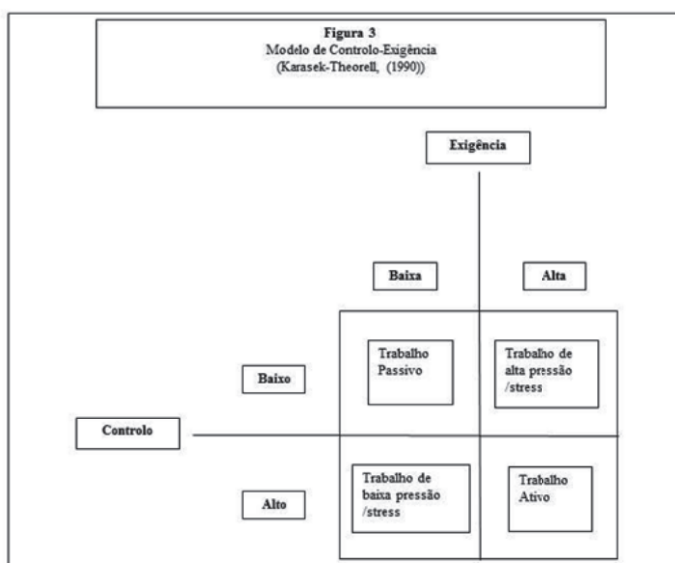 Figura 3
Modelo de Controlo-Exigência
(Karasek-Theorell, (1990))
Exigência
Baixa
Alta
Baixo
Trabalho
Passivo
Trabalho de
alta pressão
/stress
Controlo
Alto
Trabalho de
baixa pressão
/stress
Trabalho
Ativo